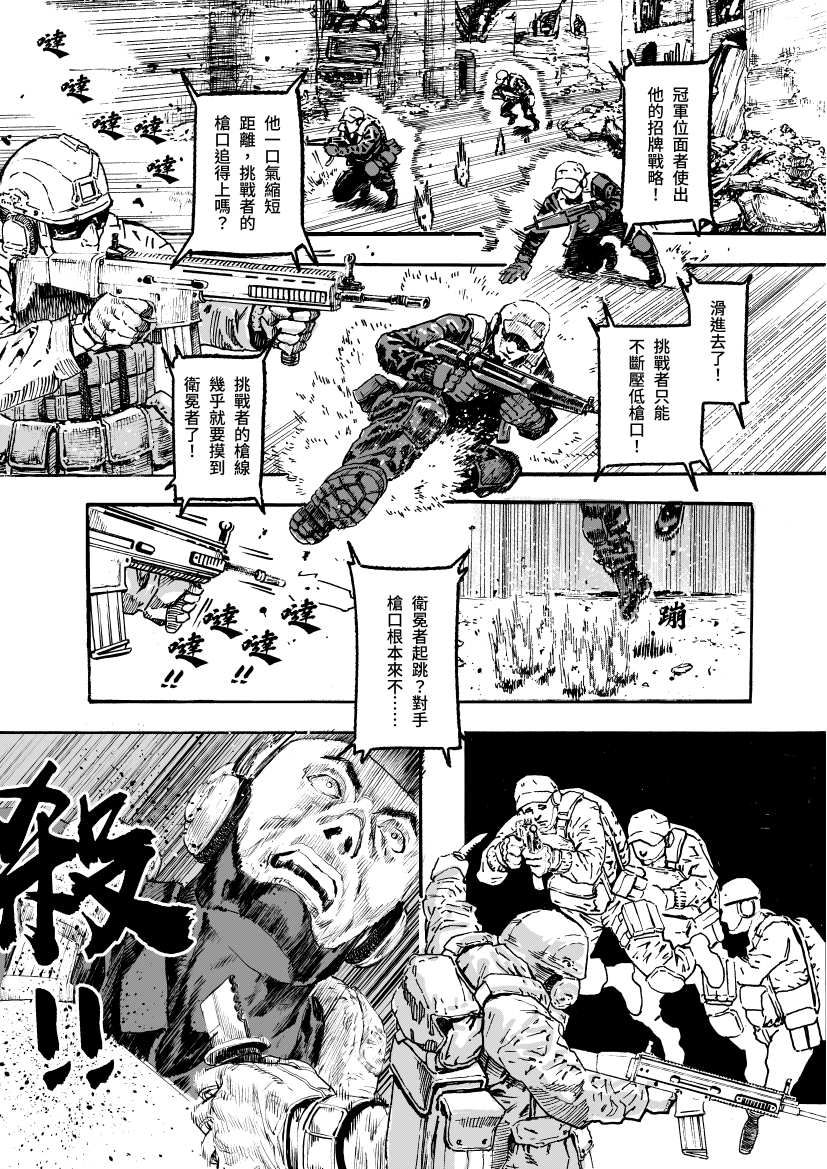 冠軍位面者使出
他的招牌戰略！
他一口氣縮短
距離，挑戰者的
槍口追得上嗎？
噠
噠
噠
噠
噠
滑進去了！
挑戰者只能
不斷壓低槍口！
挑戰者的槍線
幾乎就要摸到
衛冕者了！
蹦
衛冕者起跳？對手
槍口根本來不……
噠
噠
噠
噠
!!
!!
殺
!!